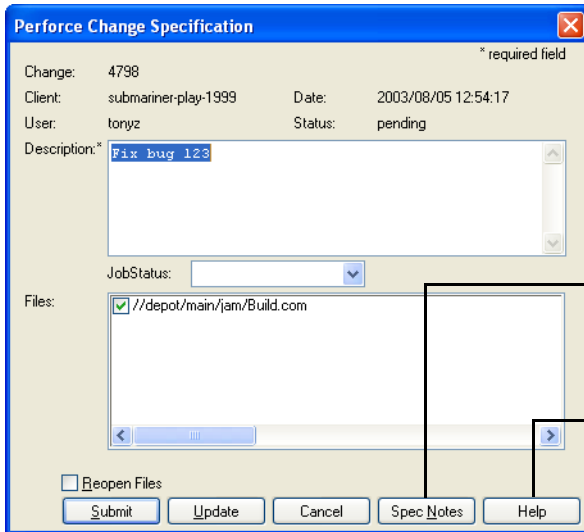 Perforce Change Specification
* required field
Change: 4798
Client: submariner-play-1999 Date: 2003/08/05 12:54:17
User: tonyz Status: pending
Description:* Fix bug 123
JobStatus:
Files: //depot/main/jam/Build.com
Reopen Files
Submit Update Cancel Spec Notes Help